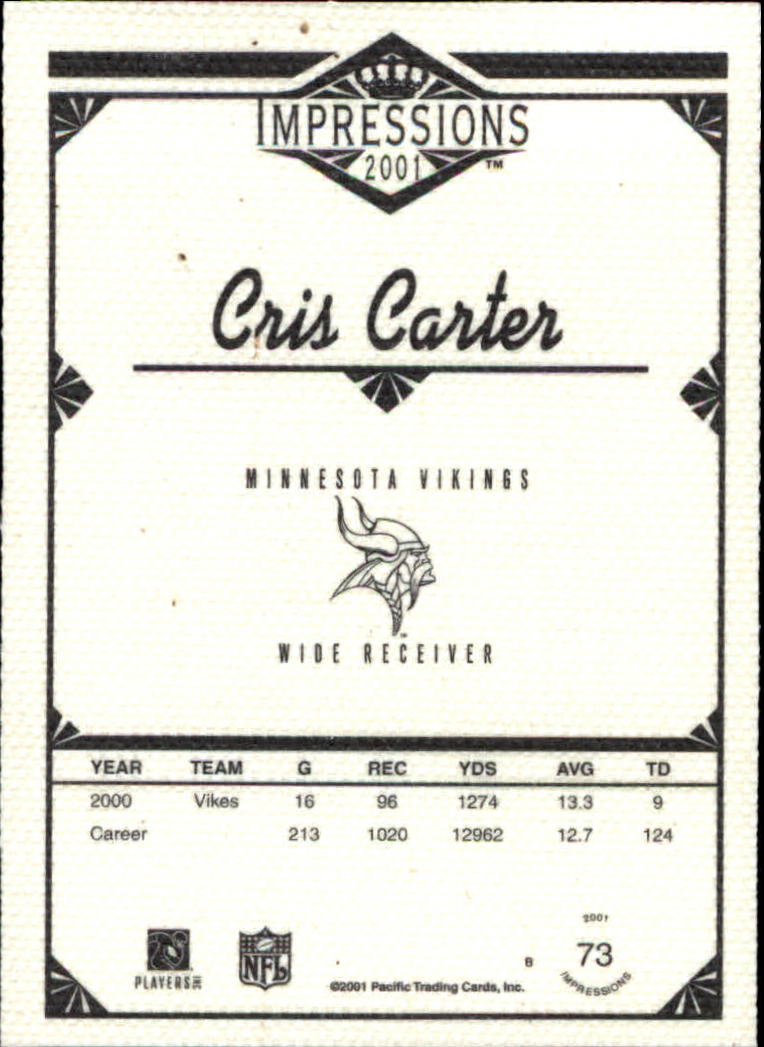 IMPRESSIONS
2001 ™
Cris Carter
MINNESOTA VIKINGS
WIDE RECEIVER
YEAR TEAM G REC YDS AVG TD
2000 Vikes 16 96 1274 13.3 9
Career 213 1020 12962 12.7 124
PLAYERS INC
NFL
©2001 Pacific Trading Cards, Inc.
B
2001
73
IMPRESSIONS